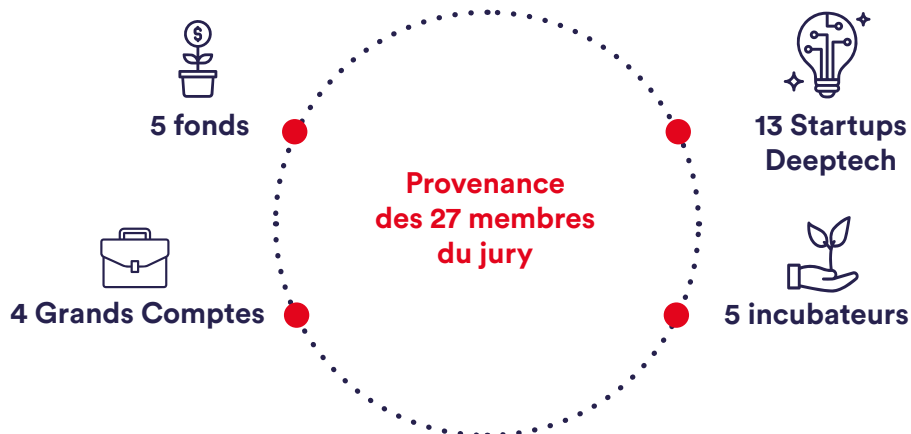 5 fonds
13 Startups
Deeptech
Provenance
des 27 membres
du jury
4 Grands Comptes
5 incubateurs